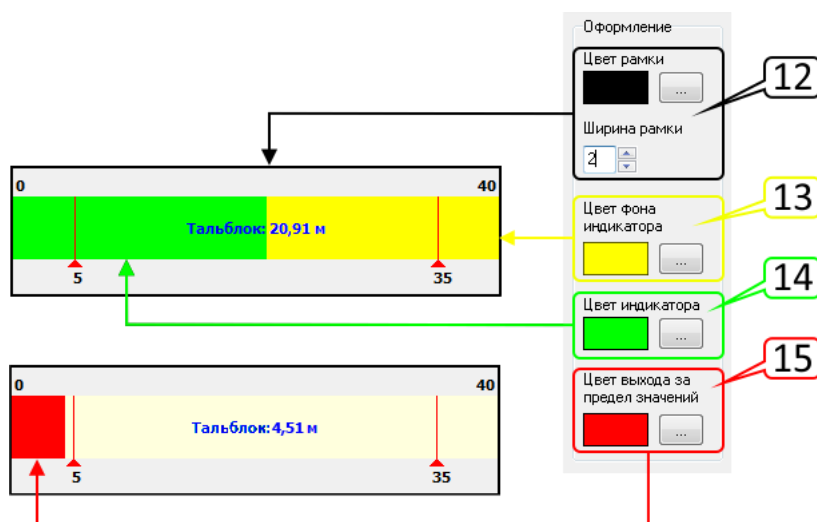 Оформление
Цвет рамки
...
12
Ширина рамки
2
0 40
Тальблок: 20,91 м
5 35
Цвет фона
индикатора
...
13
Цвет индикатора
...
14
0 40
Тальблок: 4,51 м
5 35
Цвет выхода за
предел значений
...
15